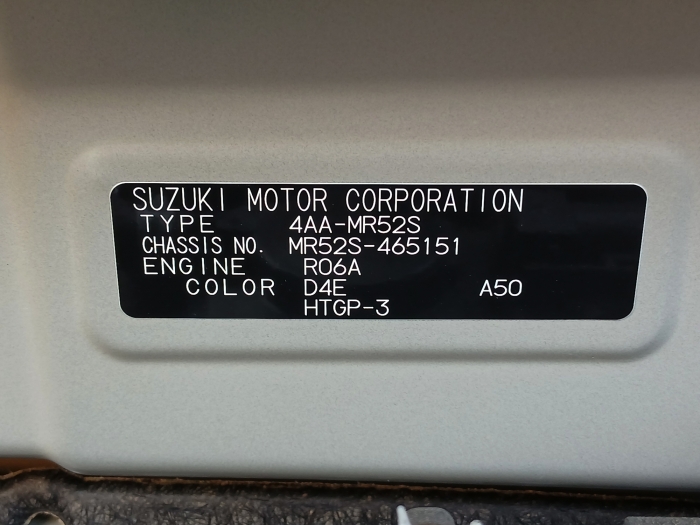 SUZUKI MOTOR CORPORATION
TYPE 4AA-MR52S
CHASSIS NO. MR52S-465151
ENGINE R06A
COLOR D4E A50
HTGP-3